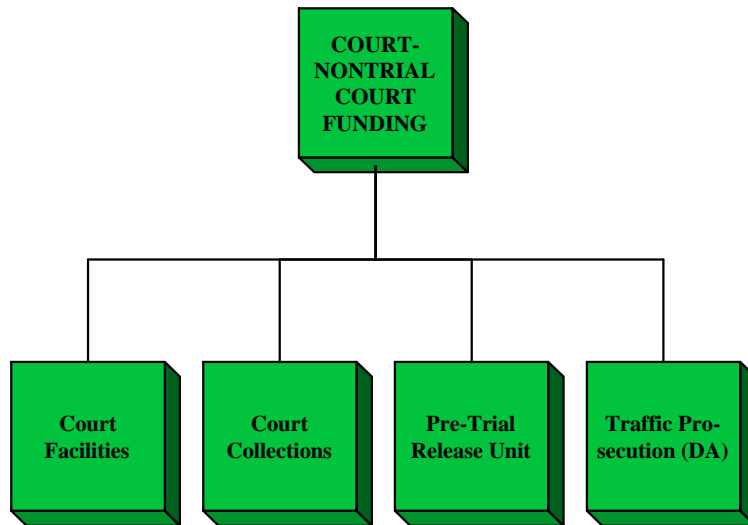 COURT-
NONTRIAL
COURT
FUNDING
Court
Facilities
Court
Collections
Pre-Trial
Release Unit
Traffic Pro-
secution (DA)